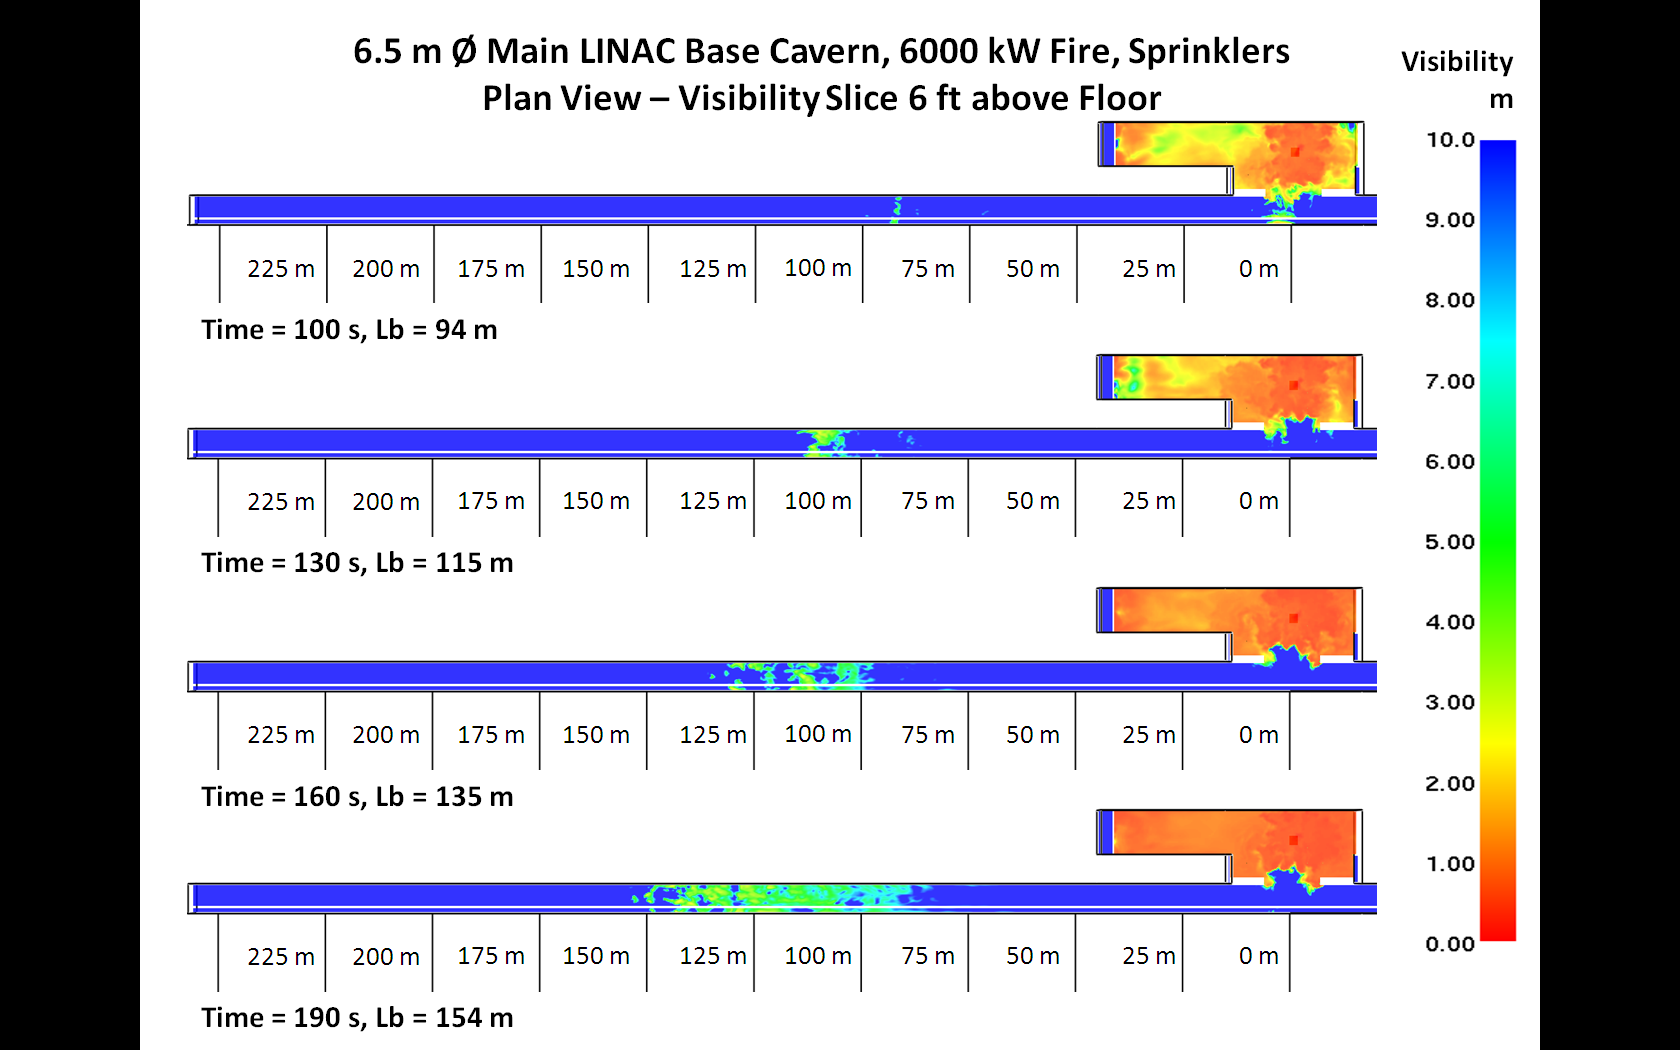 6.5 m Ø Main LINAC Base Cavern, 6000 kW Fire, Sprinklers
Plan View – Visibility Slice 6 ft above Floor
Visibility
m
10.0
9.00
8.00
7.00
6.00
5.00
4.00
3.00
2.00
1.00
0.00
225 m 200 m 175 m 150 m 125 m 100 m 75 m 50 m 25 m 0 m
Time = 100 s, Lb = 94 m
225 m 200 m 175 m 150 m 125 m 100 m 75 m 50 m 25 m 0 m
Time = 130 s, Lb = 115 m
225 m 200 m 175 m 150 m 125 m 100 m 75 m 50 m 25 m 0 m
Time = 160 s, Lb = 135 m
225 m 200 m 175 m 150 m 125 m 100 m 75 m 50 m 25 m 0 m
Time = 190 s, Lb = 154 m